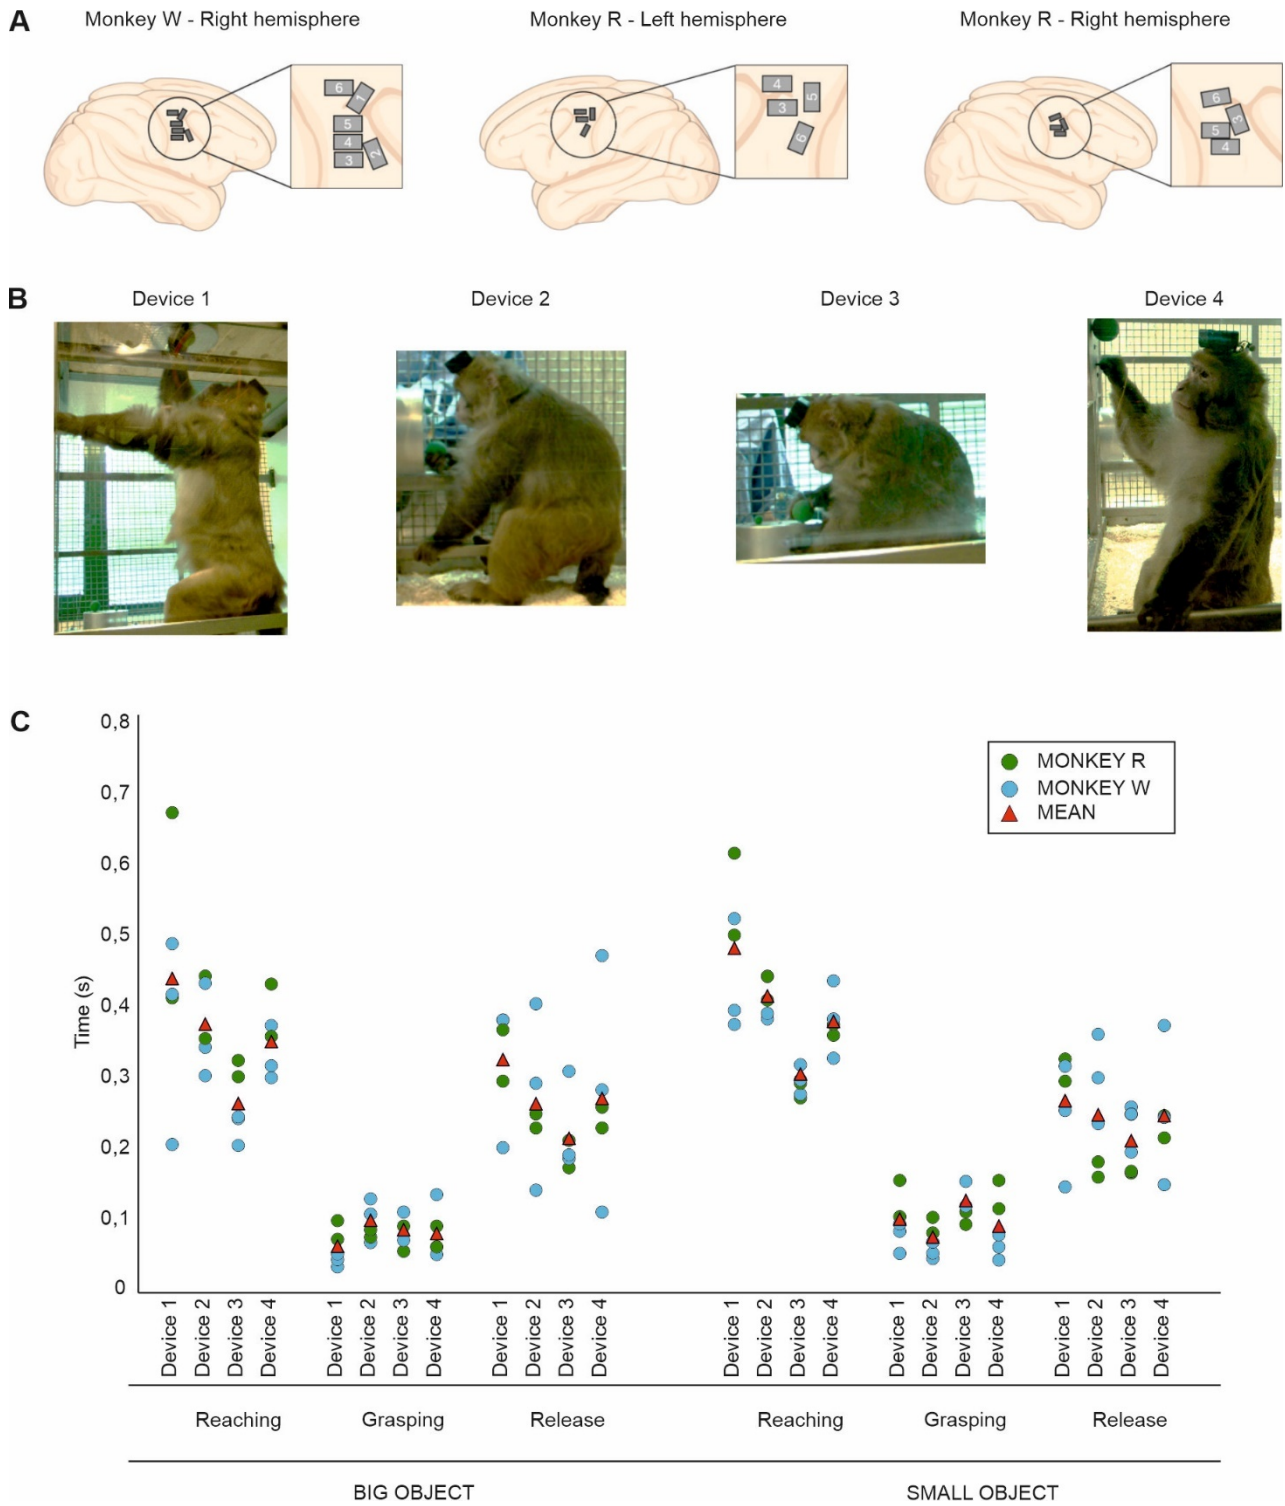 A
Monkey W - Right hemisphere
Monkey R - Left hemisphere
Monkey R - Right hemisphere
6
1
5
4
3
2
4
3
5
6
6
3
5
4
B
Device 1
Device 2
Device 3
Device 4
C
0,8
0,7
0,6
0,5
0,4
0,3
0,2
0,1
0
Time (s)
MONKEY R
MONKEY W
MEAN
Device 1
Device 2
Device 3
Device 4
Device 1
Device 2
Device 3
Device 4
Device 1
Device 2
Device 3
Device 4
Device 1
Device 2
Device 3
Device 4
Device 1
Device 2
Device 3
Device 4
Device 1
Device 2
Device 3
Device 4
Reaching
Grasping
Release
Reaching
Grasping
Release
BIG OBJECT
SMALL OBJECT